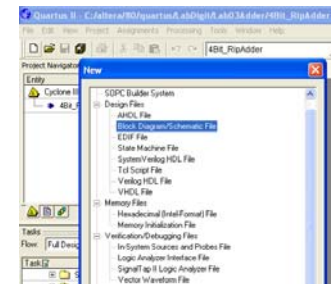 Quartus II - C:/altera/80/quartus/LabDigit/Lab03Adder/4Bit_RipAdder
File Edit View Project Assignments Processing Tools Window Help
4Bit_RipAdder
Project Navigator
New
Entity
Cyclone III
4Bit_R
SOPC Builder System
Design Files
AHDL File
Block Diagram/Schematic File
EDIF File
State Machine File
SystemVerilog HDL File
Tcl Script File
Verilog HDL File
VHDL File
Memory Files
Hexadecimal (Intel-Format) File
Memory Initialization File
Verification/Debugging Files
In-System Sources and Probes File
Logic Analyzer Interface File
SignalTap II Logic Analyzer File
Vector Waveform File
Tasks
Flow: Full Desig
Task
S